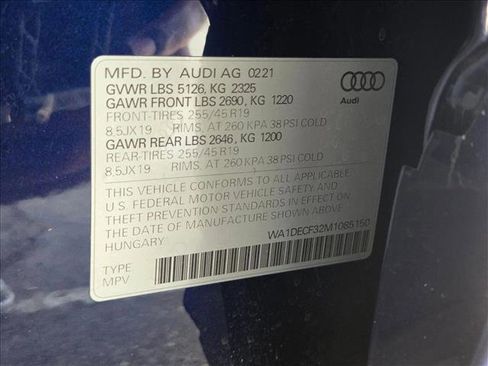 MFD. BY AUDI AG 02/21
GVWR LBS 5126, KG 2325
GAWR FRONT LBS 2690, KG 1220
FRONT-TIRES 255/45 R19
8.5JX19 RIMS, AT 260 KPA 38 PSI COLD
GAWR REAR LBS 2646, KG 1200
REAR-TIRES 255/45 R19
8.5JX19 RIMS, AT 260 KPA 38 PSI COLD
Audi
THIS VEHICLE CONFORMS TO ALL APPLICABLE
U.S. FEDERAL MOTOR VEHICLE SAFETY AND
THEFT PREVENTION STANDARDS IN EFFECT ON
THE DATE OF MANUFACTURE SHOWN ABOVE
HUNGARY
WA1DECF32M1085150
TYPE
MPV